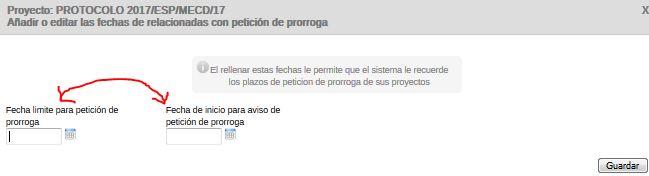 Proyecto: PROTOCOLO 2017/ESP/MECD/17
X
Añadir o editar las fechas de relacionadas con petición de prorroga
El rellenar estas fechas le permite que el sistema le recuerde
los plazos de peticion de prorroga de sus proyectos
Fecha limite para petición de
prorroga
Fecha de inicio para aviso de
petición de prorroga
Guardar